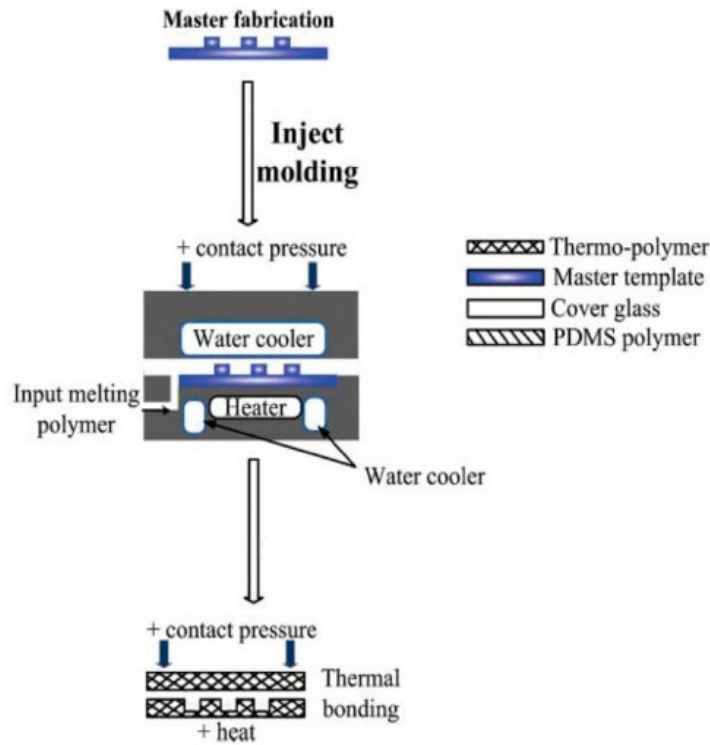 Master fabrication
Inject
molding
+ contact pressure
Thermo-polymer
Master template
Cover glass
PDMS polymer
Water cooler
Input melting
polymer
Heater
Water cooler
+ contact pressure
Thermal
bonding
+ heat